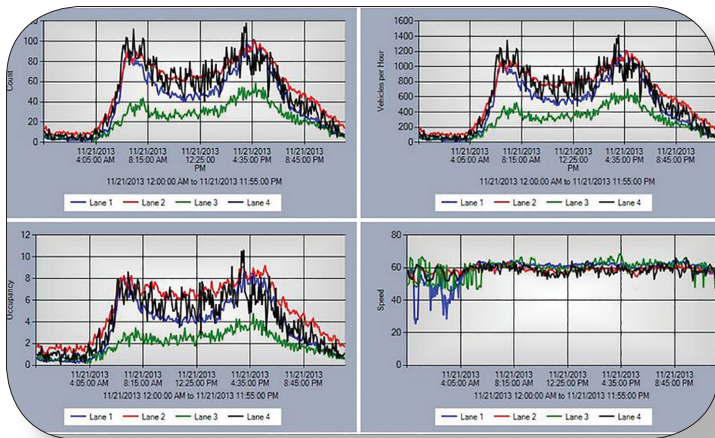 100
80
60
40
20
0
Count
11/21/2013
4:05:00 AM
11/21/2013
8:15:00 AM
11/21/2013
12:25:00
PM
11/21/2013
4:35:00 PM
11/21/2013
8:45:00 PM
11/21/2013 12:00:00 AM to 11/21/2013 11:55:00 PM
Lane 1 Lane 2 Lane 3 Lane 4
1600
1400
1200
1000
800
600
400
200
0
Vehicles per Hour
11/21/2013
4:05:00 AM
11/21/2013
8:15:00 AM
11/21/2013
12:25:00
PM
11/21/2013
4:35:00 PM
11/21/2013
8:45:00 PM
11/21/2013 12:00:00 AM to 11/21/2013 11:55:00 PM
Lane 1 Lane 2 Lane 3 Lane 4
12
10
8
6
4
2
0
Occupancy
11/21/2013
4:05:00 AM
11/21/2013
8:15:00 AM
11/21/2013
12:25:00 PM
11/21/2013
4:35:00 PM
11/21/2013
8:45:00 PM
11/21/2013 12:00:00 AM to 11/21/2013 11:55:00 PM
Lane 1 Lane 2 Lane 3 Lane 4
80
60
40
20
0
Speed
11/21/2013
4:05:00 AM
11/21/2013
8:15:00 AM
11/21/2013
12:25:00 PM
11/21/2013
4:35:00 PM
11/21/2013
8:45:00 PM
11/21/2013 12:00:00 AM to 11/21/2013 11:55:00 PM
Lane 1 Lane 2 Lane 3 Lane 4